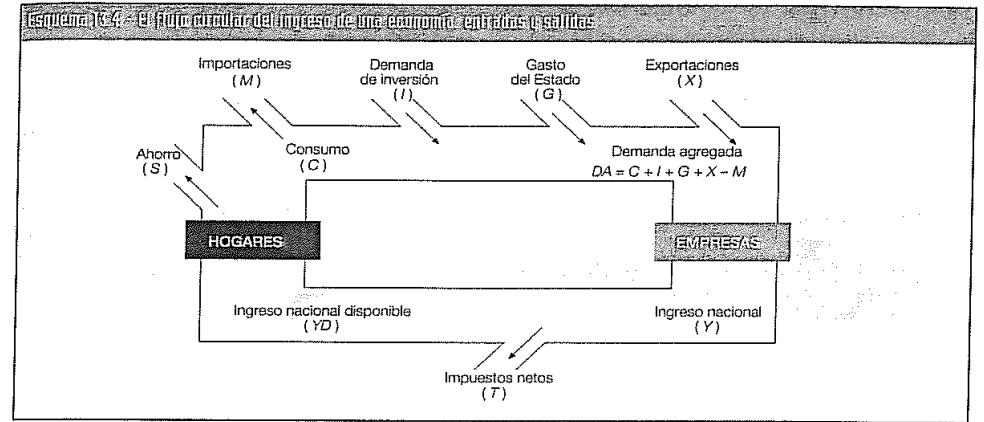 Esquema 13.4.- El flujo circular del ingreso de una economía: entradas y salidas
Importaciones
(M)
Demanda
de inversión
(I)
Gasto
del Estado
(G)
Exportaciones
(X)
Ahorro
(S)
Consumo
(C)
Demanda agregada
DA = C + I + G + X – M
HOGARES
EMPRESAS
Ingreso nacional disponible
(YD)
Ingreso nacional
(Y)
Impuestos netos
(T)